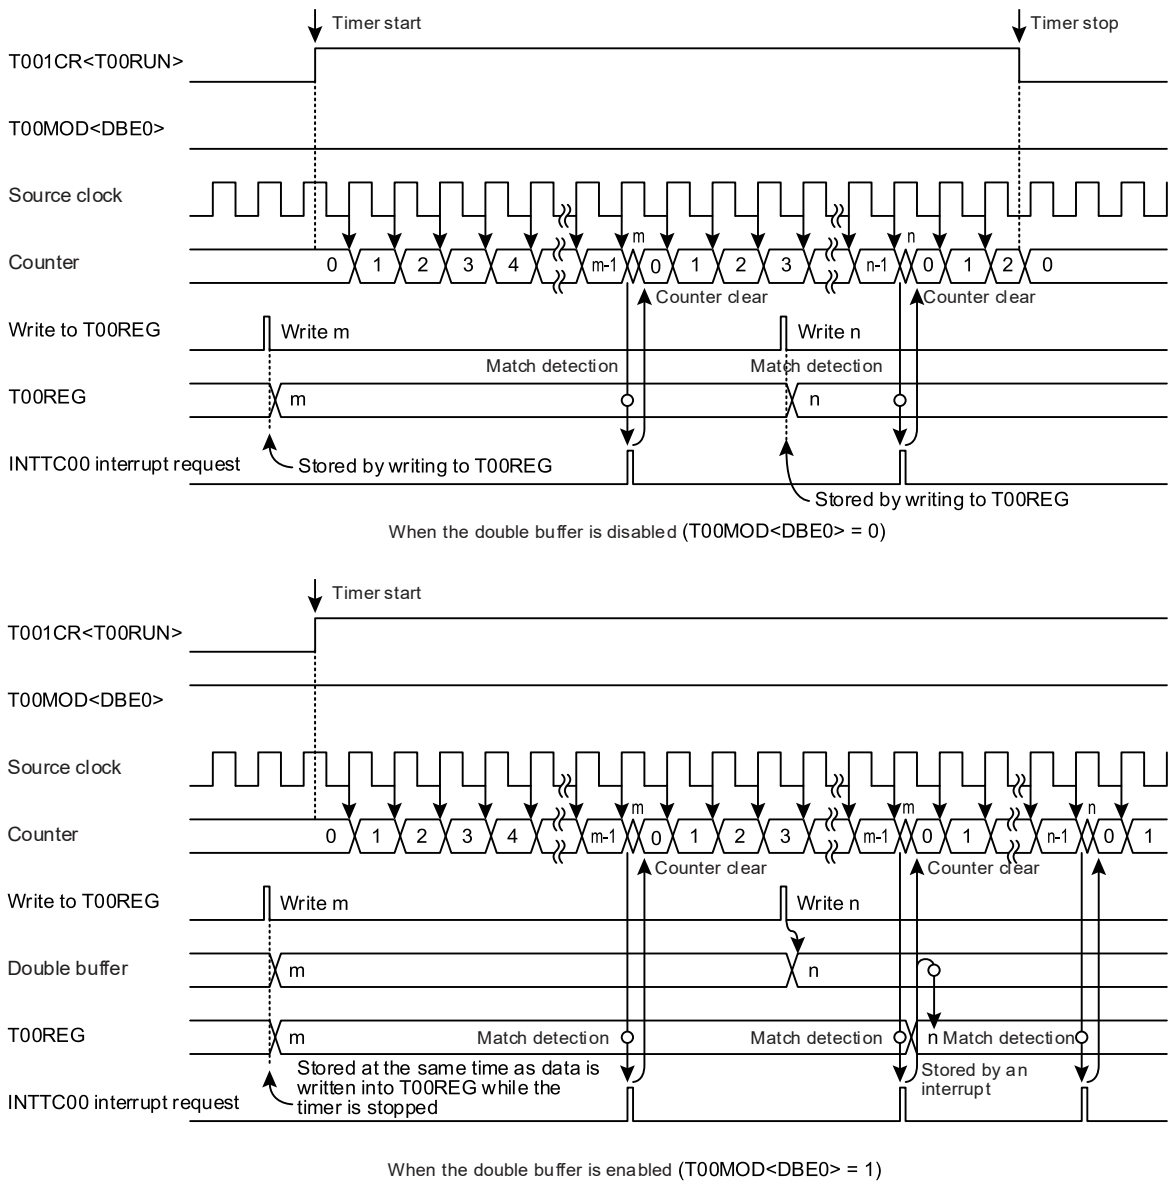 Timer start
Timer stop
T001CR<T00RUN>
T00MOD<DBE0>
Source clock
m
n
Counter
0 1 2 3 4 m-1 0 1 2 3 n-1 0 1 2 0
Counter clear
Counter clear
Write to T00REG
Write m
Write n
Match detection
Match detection
T00REG
m
n
INTTC00 interrupt request
Stored by writing to T00REG
Stored by writing to T00REG
When the double buffer is disabled (T00MOD<DBE0> = 0)
Timer start
T001CR<T00RUN>
T00MOD<DBE0>
Source clock
m
m
n
Counter
0 1 2 3 4 m-1 0 1 2 3 m-1 0 1 n-1 0 1
Counter clear
Counter clear
Write to T00REG
Write m
Write n
Double buffer
m
n
T00REG
m
Match detection
Match detection
n
Match detection
Stored at the same time as data is
written into T00REG while the
timer is stopped
Stored by an
interrupt
INTTC00 interrupt request
When the double buffer is enabled (T00MOD<DBE0> = 1)